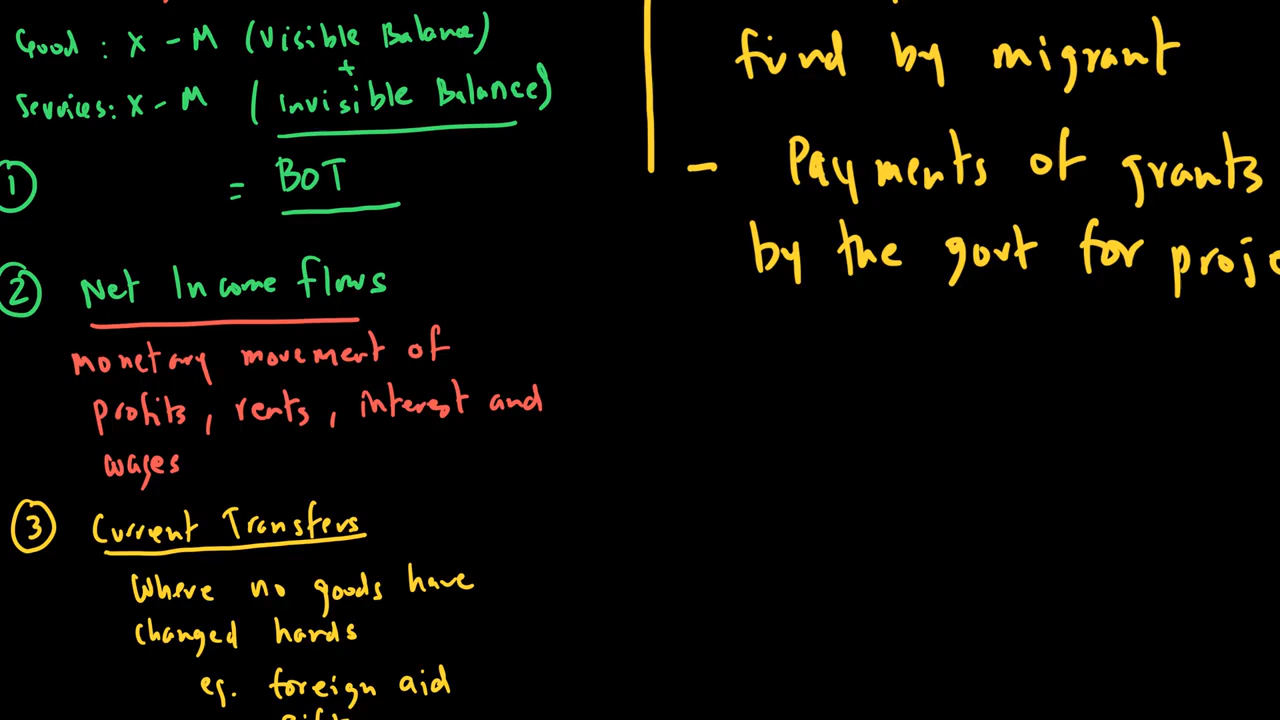 Good : X - M (Visible Balance)
+
Services: X - M (Invisible Balance)
1
= BOT
2 Net Income flows
monetary movement of
profits, rents, interest and
wages
3 Current Transfers
Where no goods have
changed hands
eg. foreign aid
gift
fund by migrant
- Payments of grants
by the govt for proje